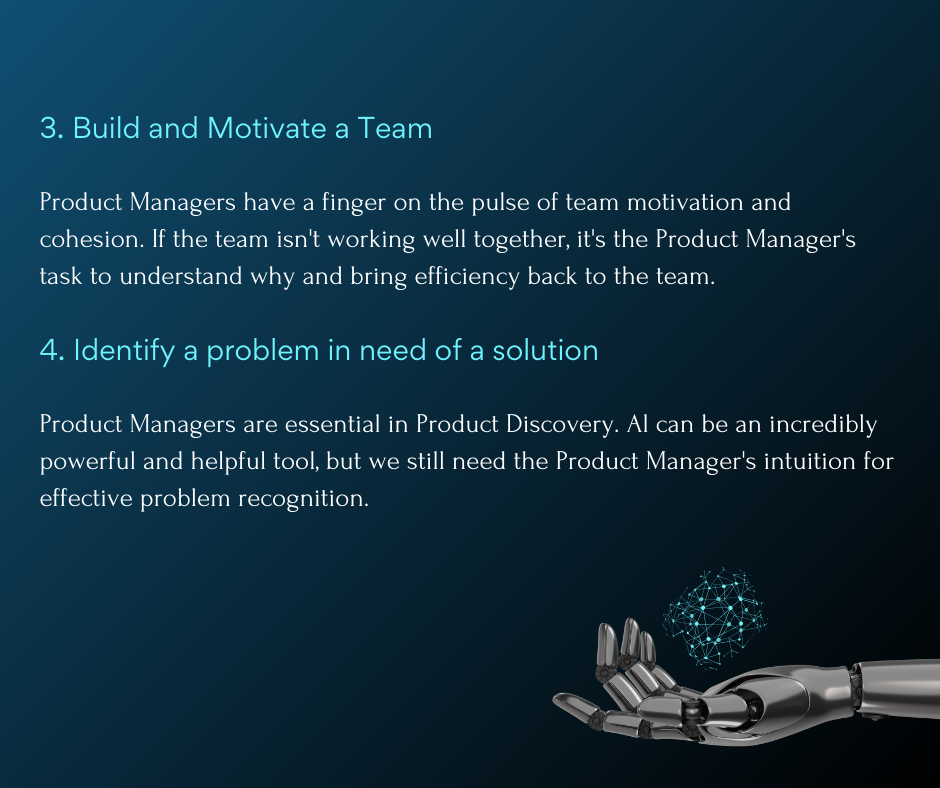 3. Build and Motivate a Team
Product Managers have a finger on the pulse of team motivation and
cohesion. If the team isn't working well together, it's the Product Manager's
task to understand why and bring efficiency back to the team.
4. Identify a problem in need of a solution
Product Managers are essential in Product Discovery. AI can be an incredibly
powerful and helpful tool, but we still need the Product Manager's intuition for
effective problem recognition.